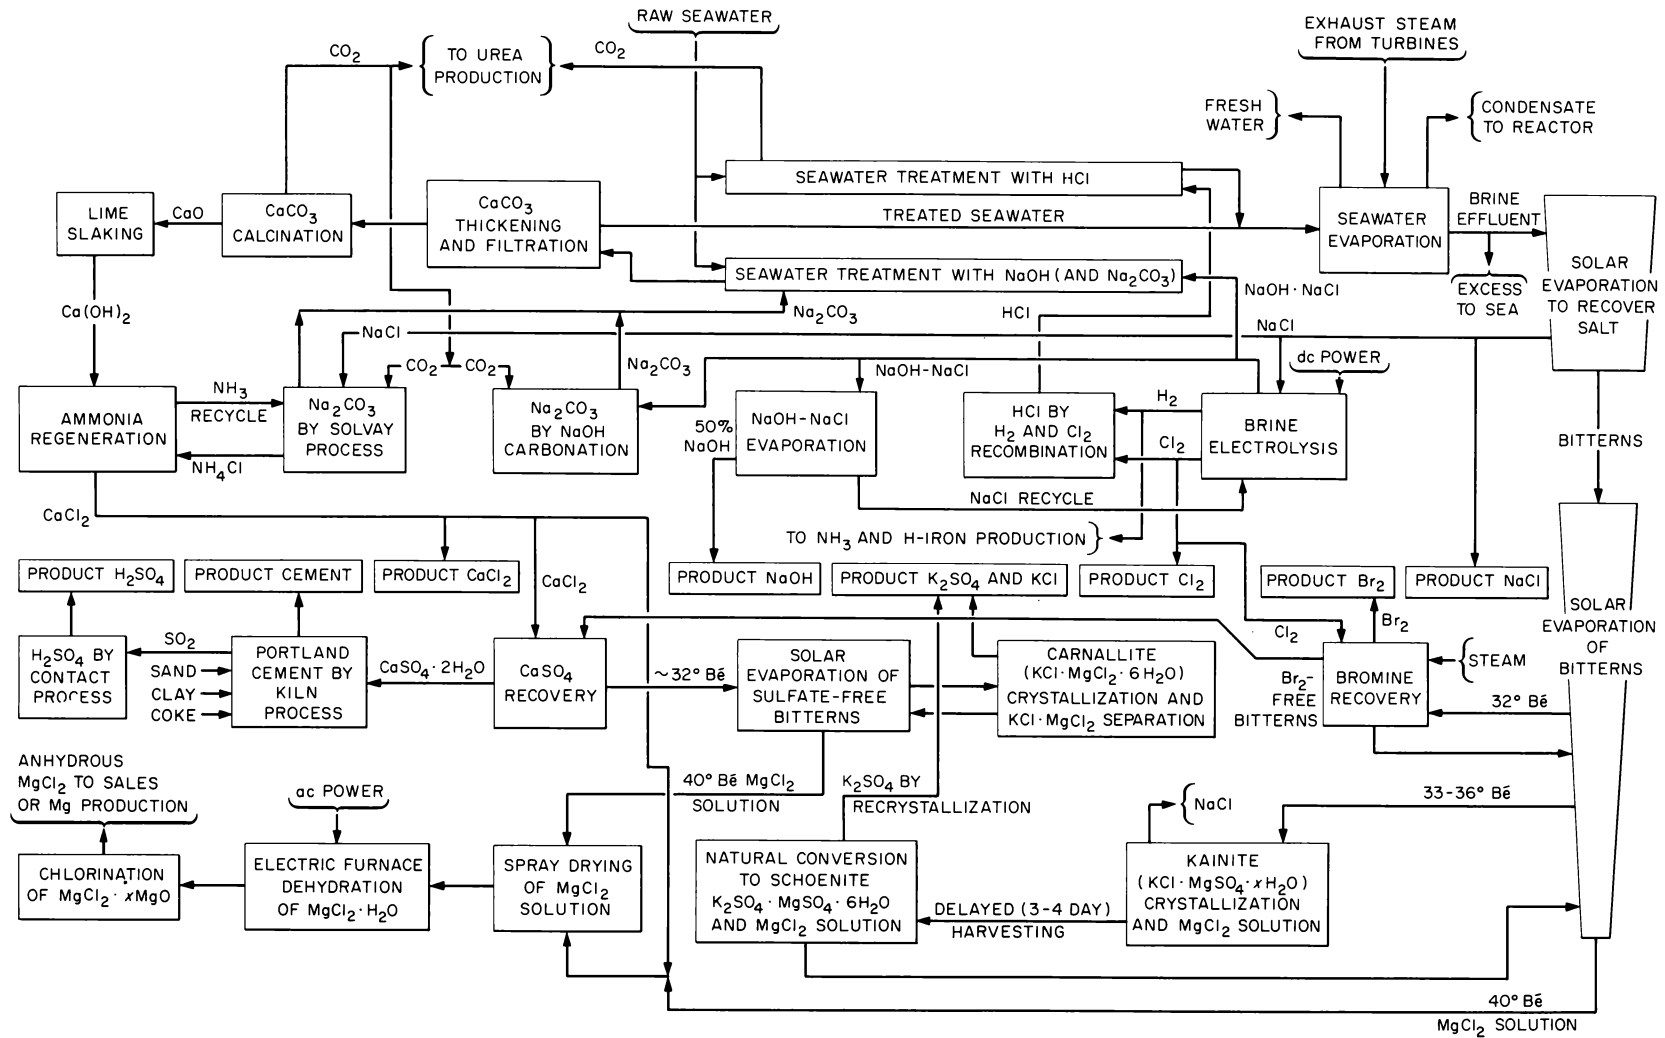 RAW SEAWATER
EXHAUST STEAM
FROM TURBINES
CO2
TO UREA
PRODUCTION
CO2
FRESH
WATER
CONDENSATE
TO REACTOR
SEAWATER TREATMENT WITH HCl
LIME
SLAKING
CaO
CaCO3
CALCINATION
CaCO3
THICKENING
AND FILTRATION
TREATED SEAWATER
SEAWATER
EVAPORATION
BRINE
EFFLUENT
SEAWATER TREATMENT WITH NaOH (AND Na2CO3)
EXCESS
TO SEA
SOLAR
EVAPORATION
TO RECOVER
SALT
Ca(OH)2
Na2CO3
HCl
NaOH·NaCl
NaCl
NaCl
CO2
CO2
Na2CO3
NaOH-NaCl
dc POWER
AMMONIA
REGENERATION
NH3
RECYCLE
NH4Cl
Na2CO3
BY SOLVAY
PROCESS
Na2CO3
BY NaOH
CARBONATION
50%
NaOH
NaOH-NaCl
EVAPORATION
HCl BY
H2 AND Cl2
RECOMBINATION
H2
Cl2
BRINE
ELECTROLYSIS
BITTERNS
NaCl RECYCLE
CaCl2
TO NH3 AND H-IRON PRODUCTION
PRODUCT H2SO4
PRODUCT CEMENT
PRODUCT CaCl2
CaCl2
PRODUCT NaOH
PRODUCT K2SO4 AND KCl
PRODUCT Cl2
PRODUCT Br2
PRODUCT NaCl
H2SO4 BY
CONTACT
PROCESS
SO2
SAND
CLAY
COKE
PORTLAND
CEMENT BY
KILN
PROCESS
CaSO4·2H2O
CaSO4
RECOVERY
~32° Bé
SOLAR
EVAPORATION OF
SULFATE-FREE
BITTERNS
CARNALLITE
(KCl·MgCl2·6H2O)
CRYSTALLIZATION AND
KCl·MgCl2 SEPARATION
Cl2
Br2
Br2-
FREE
BITTERNS
BROMINE
RECOVERY
STEAM
32° Bé
SOLAR
EVAPORATION
OF
BITTERNS
ANHYDROUS
MgCl2 TO SALES
OR Mg PRODUCTION
ac POWER
40° Bé MgCl2
SOLUTION
K2SO4 BY
RECRYSTALLIZATION
NaCl
33-36° Bé
CHLORINATION
OF MgCl2·xMgO
ELECTRIC FURNACE
DEHYDRATION
OF MgCl2·H2O
SPRAY DRYING
OF MgCl2
SOLUTION
NATURAL CONVERSION
TO SCHOENITE
K2SO4·MgSO4·6H2O
AND MgCl2 SOLUTION
DELAYED (3-4 DAY)
HARVESTING
KAINITE
(KCl·MgSO4·xH2O)
CRYSTALLIZATION
AND MgCl2 SOLUTION
40° Bé
MgCl2 SOLUTION